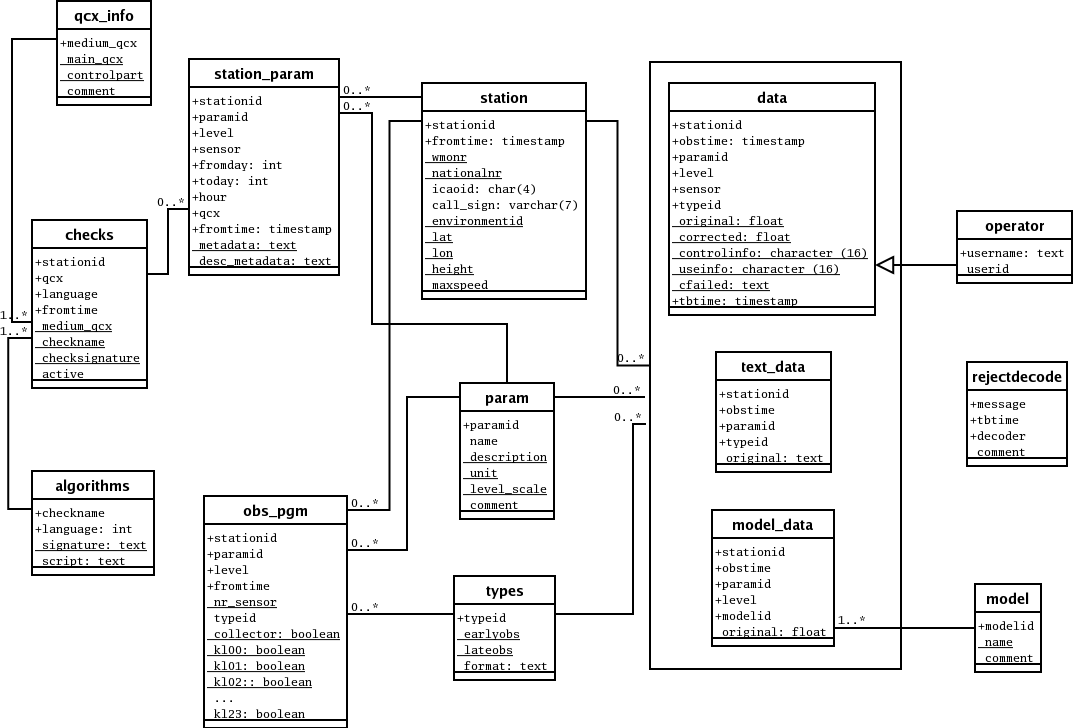 qcx_info
+medium_qcx
main_qcx
controlpart
comment
station_param
+stationid
+paramid
+level
+sensor
+fromday: int
+today: int
+hour
+qcx
+fromtime: timestamp
metadata: text
desc_metadata: text
0..*
0..*
0..*
station
+stationid
+fromtime: timestamp
wmonr
nationalnr
icaoid: char(4)
call_sign: varchar(7)
environmentid
lat
lon
height
maxspeed
data
+stationid
+obstime: timestamp
+paramid
+level
+sensor
+typeid
original: float
corrected: float
controlinfo: character (16)
useinfo: character (16)
cfailed: text
+tbtime: timestamp
operator
+username: text
userid
checks
+stationid
+qcx
+language
+fromtime
medium_qcx
checkname
checksignature
active
1..*
1..*
0..*
0..*
0..*
text_data
+stationid
+obstime
+paramid
+typeid
original: text
rejectdecode
+message
+tbtime
+decoder
comment
param
+paramid
name
description
unit
level_scale
comment
algorithms
+checkname
+language: int
signature: text
script: text
obs_pgm
+stationid
+paramid
+level
+fromtime
nr_sensor
typeid
collector: boolean
kl00: boolean
kl01: boolean
kl02:: boolean
...
kl23: boolean
0..*
0..*
0..*
types
+typeid
earlyobs
lateobs
format: text
model_data
+stationid
+obstime
+paramid
+level
+modelid
original: float
1..*
model
+modelid
name
comment